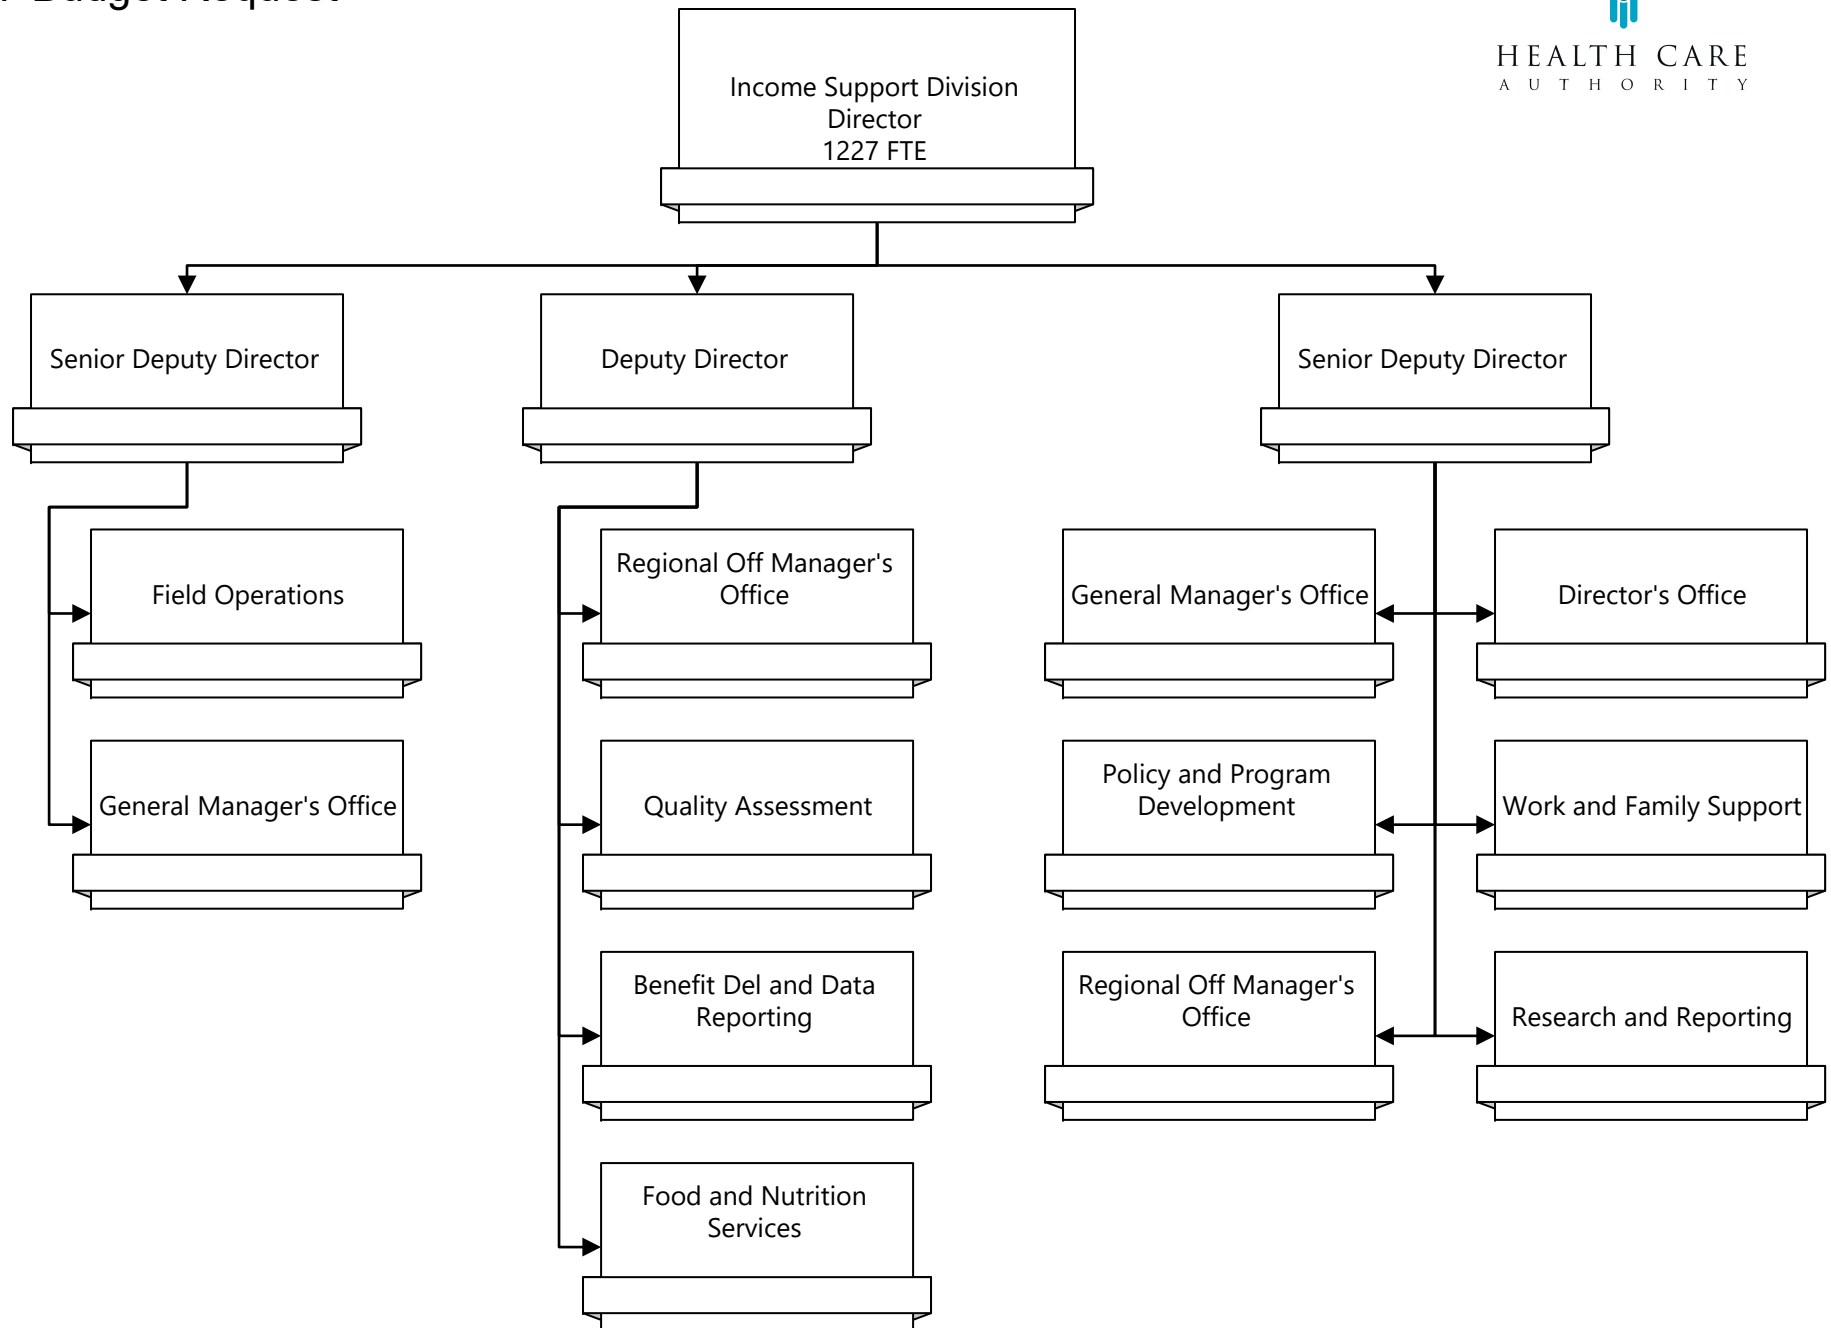 Budget Request
HEALTH CARE
AUTHORITY
Income Support Division
Director
1227 FTE
Senior Deputy Director
Deputy Director
Senior Deputy Director
Field Operations
General Manager's Office
Regional Off Manager's
Office
Quality Assessment
Benefit Del and Data
Reporting
Food and Nutrition
Services
General Manager's Office
Director's Office
Policy and Program
Development
Work and Family Support
Regional Off Manager's
Office
Research and Reporting